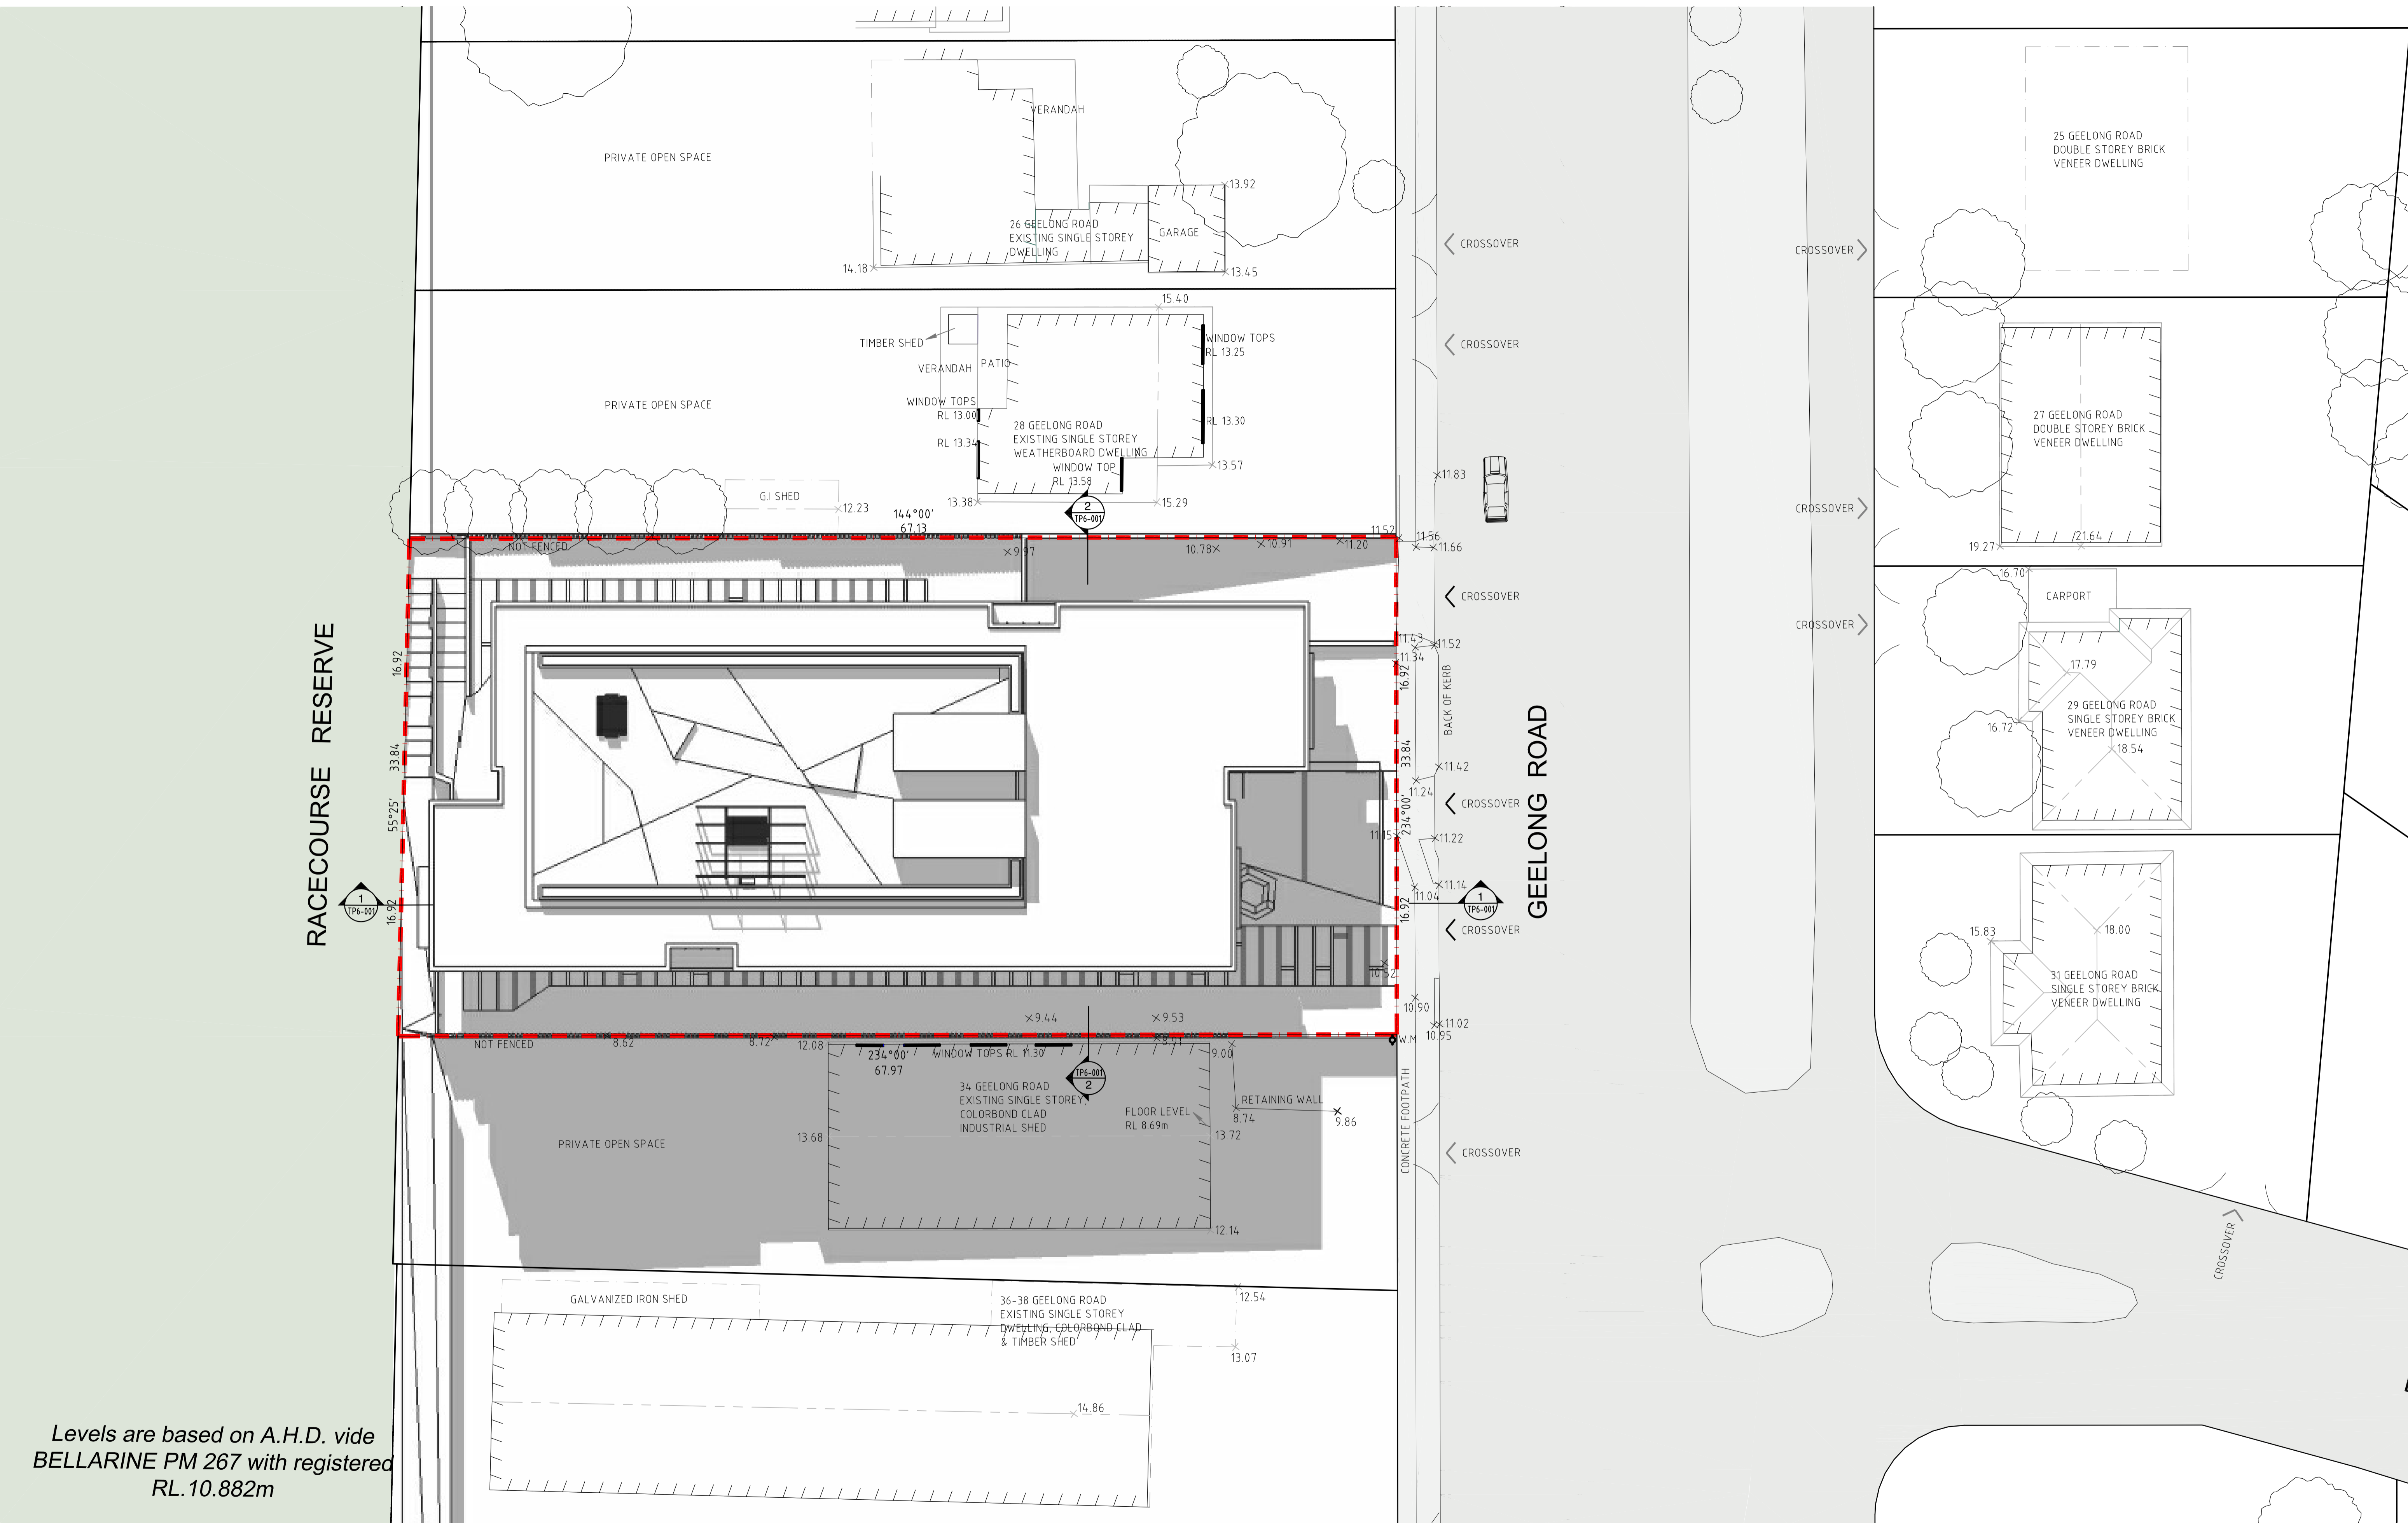 VERANDAH
PRIVATE OPEN SPACE
13.92
26 GEELONG ROAD
EXISTING SINGLE STOREY
DWELLING
GARAGE
14.18
13.45
CROSSOVER
CROSSOVER
25 GEELONG ROAD
DOUBLE STOREY BRICK
VENEER DWELLING
15.40
TIMBER SHED
VERANDAH
PATIO
WINDOW TOPS
RL 13.25
CROSSOVER
PRIVATE OPEN SPACE
WINDOW TOPS
RL 13.00
RL 13.34
RL 13.30
28 GEELONG ROAD
EXISTING SINGLE STOREY
WEATHERBOARD DWELLING
WINDOW TOP
RL 13.58
13.57
13.38
15.29
27 GEELONG ROAD
DOUBLE STOREY BRICK
VENEER DWELLING
19.27
21.64
11.83
G.I SHED
12.23
144°00'
67.13
2
TP6-001
CROSSOVER
NOT FENCED
9.97
10.78
10.91
11.20
11.52
11.56
11.66
CROSSOVER
CROSSOVER
16.70
CARPORT
17.79
16.72
29 GEELONG ROAD
SINGLE STOREY BRICK
VENEER DWELLING
18.54
RACECOURSE RESERVE
16.92
33.84
55°25'
16.92
1
TP6-001
11.43
11.52
11.34
16.92
BACK OF KERB
33.84
11.42
11.24
234°00'
CROSSOVER
11.15
11.22
11.14
11.04
16.92
1
TP6-001
GEELONG ROAD
CROSSOVER
10.52
10.90
11.02
10.95
15.83
18.00
31 GEELONG ROAD
SINGLE STOREY BRICK
VENEER DWELLING
9.44
9.53
NOT FENCED
8.62
8.72
12.08
234°00'
67.97
WINDOW TOPS RL 11.30
9.00
W.M
TP6-001
2
34 GEELONG ROAD
EXISTING SINGLE STOREY,
COLORBOND CLAD
INDUSTRIAL SHED
FLOOR LEVEL
RL 8.69m
RETAINING WALL
8.74
9.86
13.68
13.72
PRIVATE OPEN SPACE
12.14
CONCRETE FOOTPATH
CROSSOVER
CROSSOVER
GALVANIZED IRON SHED
36-38 GEELONG ROAD
EXISTING SINGLE STOREY
DWELLING, COLORBOND CLAD
& TIMBER SHED
12.54
13.07
14.86
Levels are based on A.H.D. vide
BELLARINE PM 267 with registered
RL.10.882m